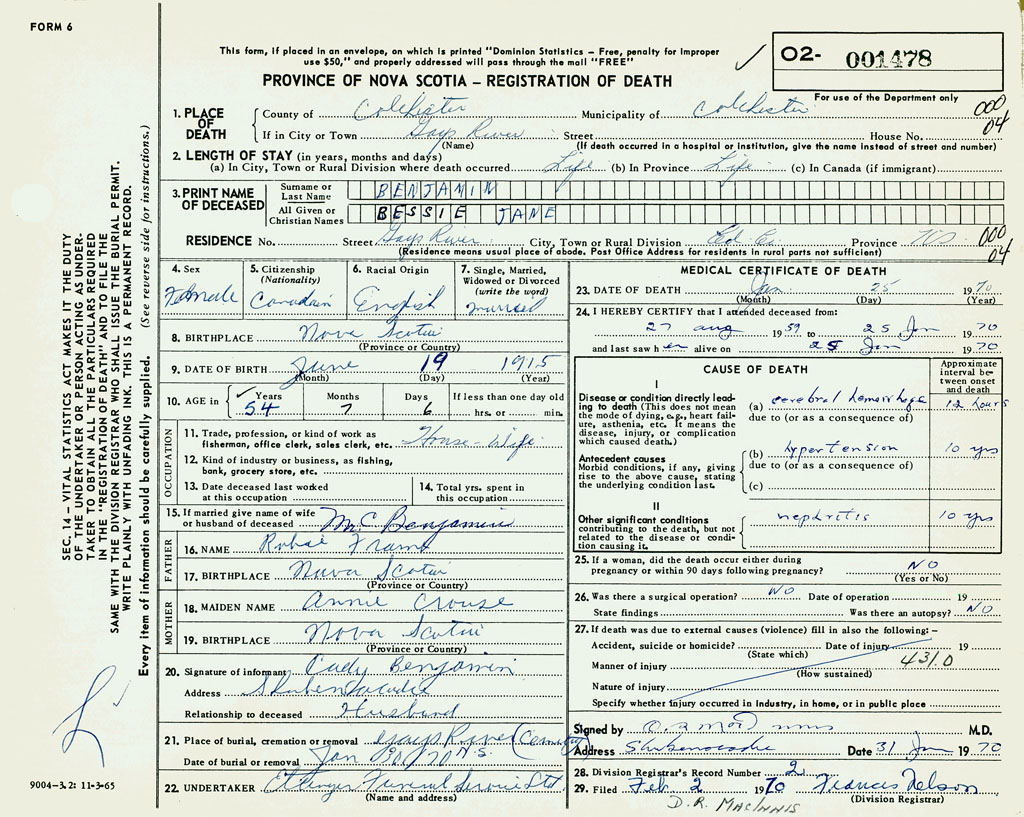 FORM 6
This form, if placed in an envelope, on which is printed "Dominion Statistics – Free, penalty for improper
use $50," and properly addressed will pass through the mail "FREE"
PROVINCE OF NOVA SCOTIA – REGISTRATION OF DEATH
02- 001478
For use of the Department only
SEC. 14 – VITAL STATISTICS ACT MAKES IT THE DUTY
OF THE UNDERTAKER OR PERSON ACTING AS UNDER-
TAKER TO OBTAIN ALL THE PARTICULARS REQUIRED
IN THE "REGISTRATION OF DEATH" AND TO FILE THE
SAME WITH THE DIVISION REGISTRAR WHO SHALL ISSUE THE BURIAL PERMIT.
WRITE PLAINLY WITH UNFADING INK. THIS IS A PERMANENT RECORD.
Every item of information should be carefully supplied. (See reverse side for instructions.)
1. PLACE OF DEATH
County of Colchester Municipality of Colchester 000
If in City or Town Gays River Street House No. 04
(Name) (If death occurred in a hospital or institution, give the name instead of street and number)
2. LENGTH OF STAY (in years, months and days)
(a) In City, Town or Rural Division where death occurred Life (b) In Province Life (c) In Canada (if immigrant)
3. PRINT NAME OF DECEASED
Surname or Last Name BENJAMIN
All Given or Christian Names BESSIE JANE
RESIDENCE No. Street Gays River City, Town or Rural Division Province NS 000
(Residence means usual place of abode. Post Office Address for residents in rural parts not sufficient) 04
4. Sex Female
5. Citizenship (Nationality) Canadian
6. Racial Origin English
7. Single, Married, Widowed or Divorced (write the word) married
8. BIRTHPLACE Nova Scotia
(Province or Country)
9. DATE OF BIRTH June 19 1915
(Month) (Day) (Year)
10. AGE in Years 54 Months 7 Days 6 If less than one day old hrs. or min.
OCCUPATION
11. Trade, profession, or kind of work as
fisherman, office clerk, sales clerk, etc. House-Wife
12. Kind of industry or business, as fishing,
bank, grocery store, etc.
13. Date deceased last worked
at this occupation
14. Total yrs. spent in
this occupation
15. If married give name of wife
or husband of deceased M.C. Benjamin
FATHER
16. NAME Frame
17. BIRTHPLACE Nova Scotia
(Province or Country)
MOTHER
18. MAIDEN NAME Annie Crouse
19. BIRTHPLACE Nova Scotia
(Province or Country)
20. Signature of informant Benjamin
Address Shubenacadie
Relationship to deceased Husband
21. Place of burial, cremation or removal Gays River (Cemetery) NS
Date of burial or removal Jan
22. UNDERTAKER Ettinger Funeral Service Ltd
(Name and address)
MEDICAL CERTIFICATE OF DEATH
23. DATE OF DEATH Jan 25 1970
(Month) (Day) (Year)
24. I HEREBY CERTIFY that I attended deceased from:
27 aug 1959 to 25 Jan 1970
and last saw her alive on 25 Jan 1970
CAUSE OF DEATH
Approximate interval between onset and death
I
Disease or condition directly lead-
ing to death (This does not mean
the mode of dying, e.g., heart fail-
ure, asthenia, etc. It means the
disease, injury, or complication
which caused death.)
(a) cerebral hemorrhage 12 hours
due to (or as a consequence of)
Antecedent causes
Morbid conditions, if any, giving
rise to the above cause, stating
the underlying condition last.
(b) hypertension 10 yrs
due to (or as a consequence of)
(c)
II
Other significant conditions
contributing to the death, but not
related to the disease or condi-
tion causing it.
nephritis 10 yrs
25. If a woman, did the death occur either during
pregnancy or within 90 days following pregnancy? NO
(Yes or No)
26. Was there a surgical operation? NO Date of operation 19
State findings Was there an autopsy? NO
27. If death was due to external causes (violence) fill in also the following: –
Accident, suicide or homicide? Date of injury 19
(State which)
Manner of injury 431.0
(How sustained)
Nature of injury
Specify whether injury occurred in industry, in home, or in public place
Signed by M.D.
Address Shubenacadie Date 31 Jan 1970
28. Division Registrar's Record Number 2
29. Filed Feb. 2 1970 Frances Nelson
(Division Registrar)
D.R. MACINNIS
9004-3.2: 11-3-65